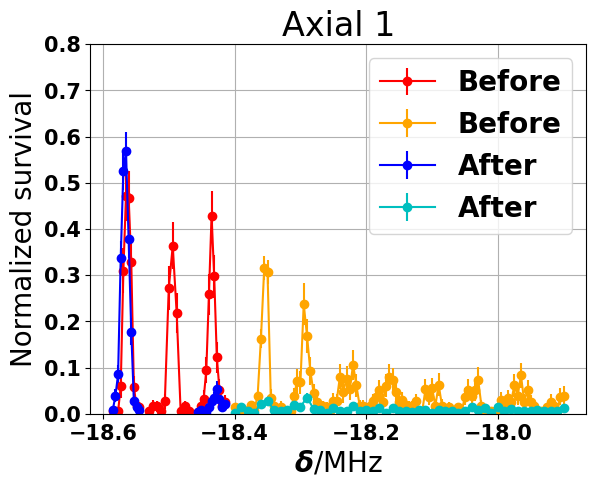 Axial 1
Normalized survival
0.8
0.7
0.6
0.5
0.4
0.3
0.2
0.1
0.0
Before
Before
After
After
−18.6 −18.4 −18.2 −18.0
δ/MHz